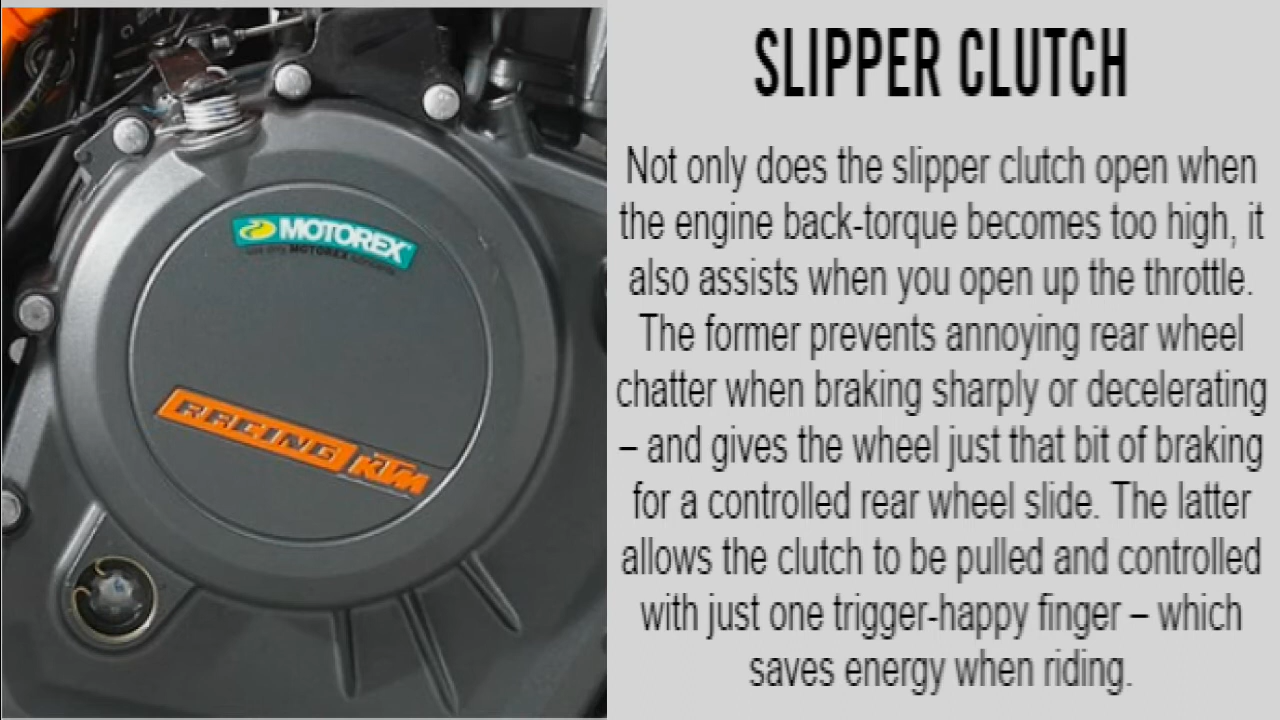 MOTOREX
RACING KTM
SLIPPER CLUTCH
Not only does the slipper clutch open when
the engine back-torque becomes too high, it
also assists when you open up the throttle.
The former prevents annoying rear wheel
chatter when braking sharply or decelerating
– and gives the wheel just that bit of braking
for a controlled rear wheel slide. The latter
allows the clutch to be pulled and controlled
with just one trigger-happy finger – which
saves energy when riding.